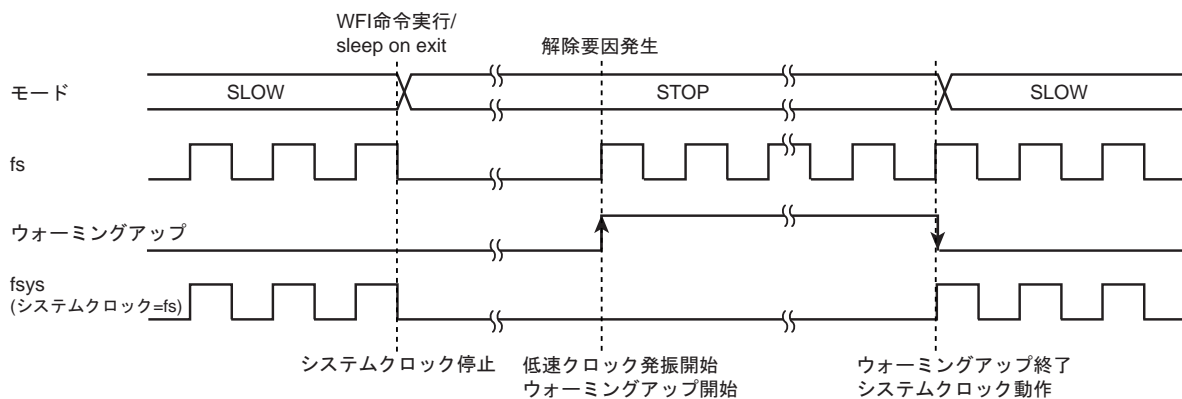 WFI命令実行/
sleep on exit
解除要因発生
モード
SLOW
STOP
SLOW
fs
ウォーミングアップ
fsys
(システムクロック=fs)
システムクロック停止
低速クロック発振開始
ウォーミングアップ開始
ウォーミングアップ終了
システムクロック動作